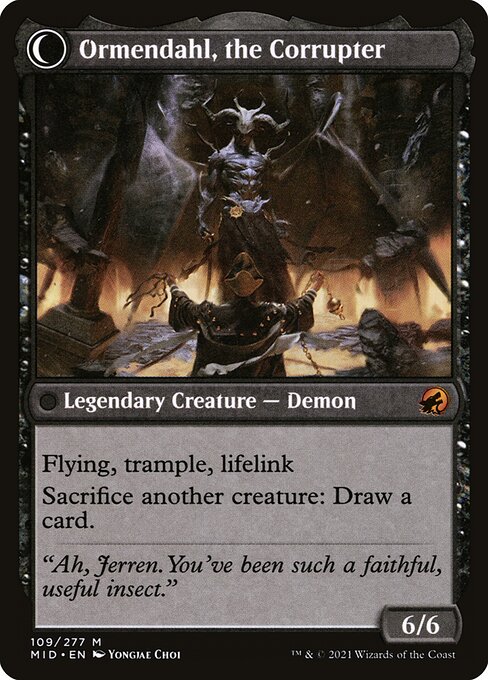 Ormendahl, the Corrupter
Legendary Creature — Demon
Flying, trample, lifelink
Sacrifice another creature: Draw a
card.
“Ah, Jerren. You’ve been such a faithful,
useful insect.”
6/6
109/277 M
MID • EN Yongjae Choi
™ & © 2021 Wizards of the Coast